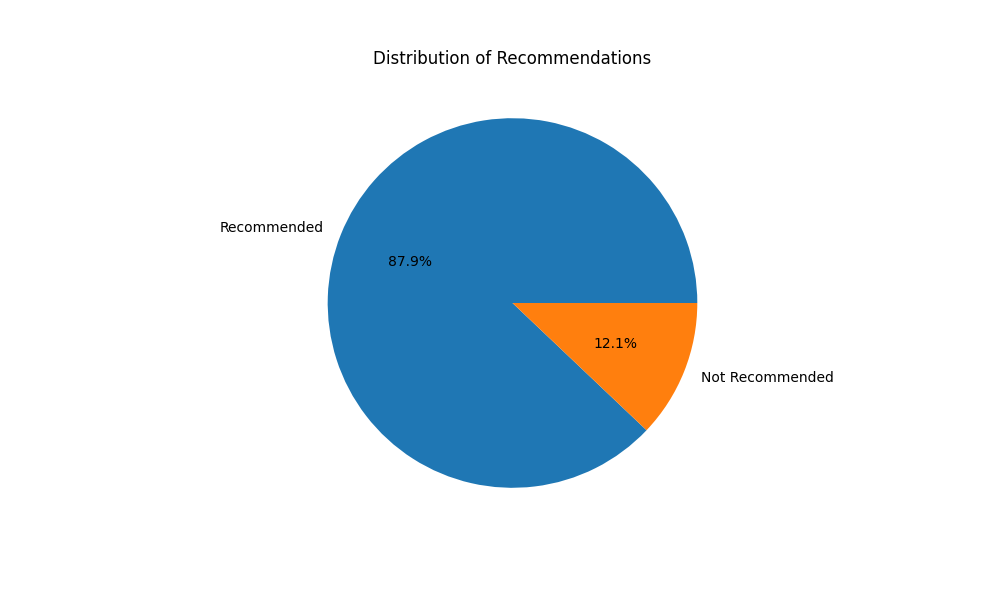 Distribution of Recommendations
Recommended
87.9%
12.1%
Not Recommended